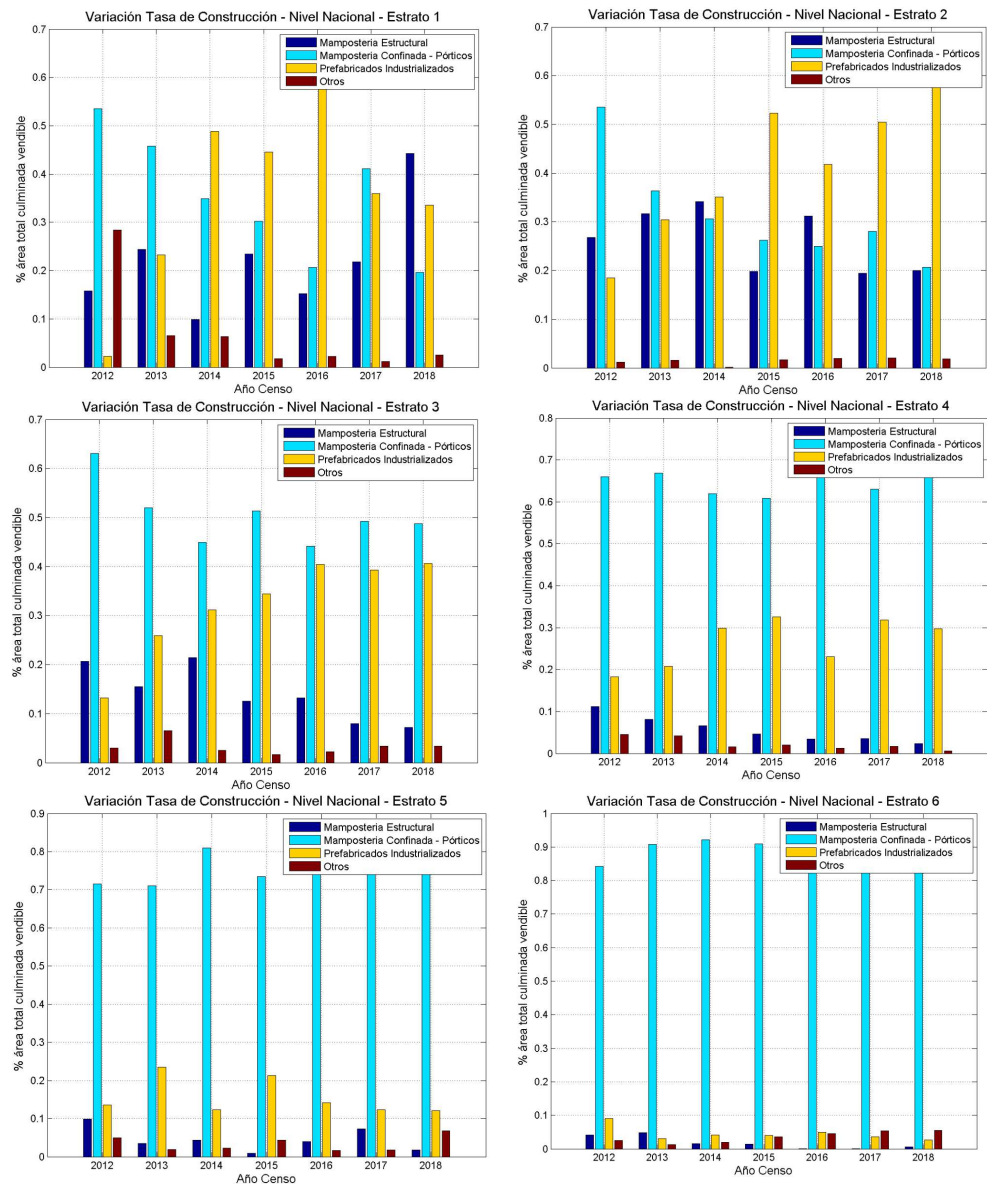 Variación Tasa de Construcción - Nivel Nacional - Estrato 1
Mamposteria Estructural
Mamposteria Confinada - Pórticos
Prefabricados Industrializados
Otros
% área total culminada vendible
0.7
0.6
0.5
0.4
0.3
0.2
0.1
0
2012 2013 2014 2015 2016 2017 2018
Año Censo
Variación Tasa de Construcción - Nivel Nacional - Estrato 2
Mamposteria Estructural
Mamposteria Confinada - Pórticos
Prefabricados Industrializados
Otros
% área total culminada vendible
0.7
0.6
0.5
0.4
0.3
0.2
0.1
0
2012 2013 2014 2015 2016 2017 2018
Año Censo
Variación Tasa de Construcción - Nivel Nacional - Estrato 3
Mamposteria Estructural
Mamposteria Confinada - Pórticos
Prefabricados Industrializados
Otros
% área total culminada vendible
0.7
0.6
0.5
0.4
0.3
0.2
0.1
0
2012 2013 2014 2015 2016 2017 2018
Año Censo
Variación Tasa de Construcción - Nivel Nacional - Estrato 4
Mamposteria Estructural
Mamposteria Confinada - Pórticos
Prefabricados Industrializados
Otros
% área total culminada vendible
0.8
0.7
0.6
0.5
0.4
0.3
0.2
0.1
0
2012 2013 2014 2015 2016 2017 2018
Año Censo
Variación Tasa de Construcción - Nivel Nacional - Estrato 5
Mamposteria Estructural
Mamposteria Confinada - Pórticos
Prefabricados Industrializados
Otros
% área total culminada vendible
0.9
0.8
0.7
0.6
0.5
0.4
0.3
0.2
0.1
0
2012 2013 2014 2015 2016 2017 2018
Año Censo
Variación Tasa de Construcción - Nivel Nacional - Estrato 6
Mamposteria Estructural
Mamposteria Confinada - Pórticos
Prefabricados Industrializados
Otros
% área total culminada vendible
1
0.9
0.8
0.7
0.6
0.5
0.4
0.3
0.2
0.1
0
2012 2013 2014 2015 2016 2017 2018
Año Censo